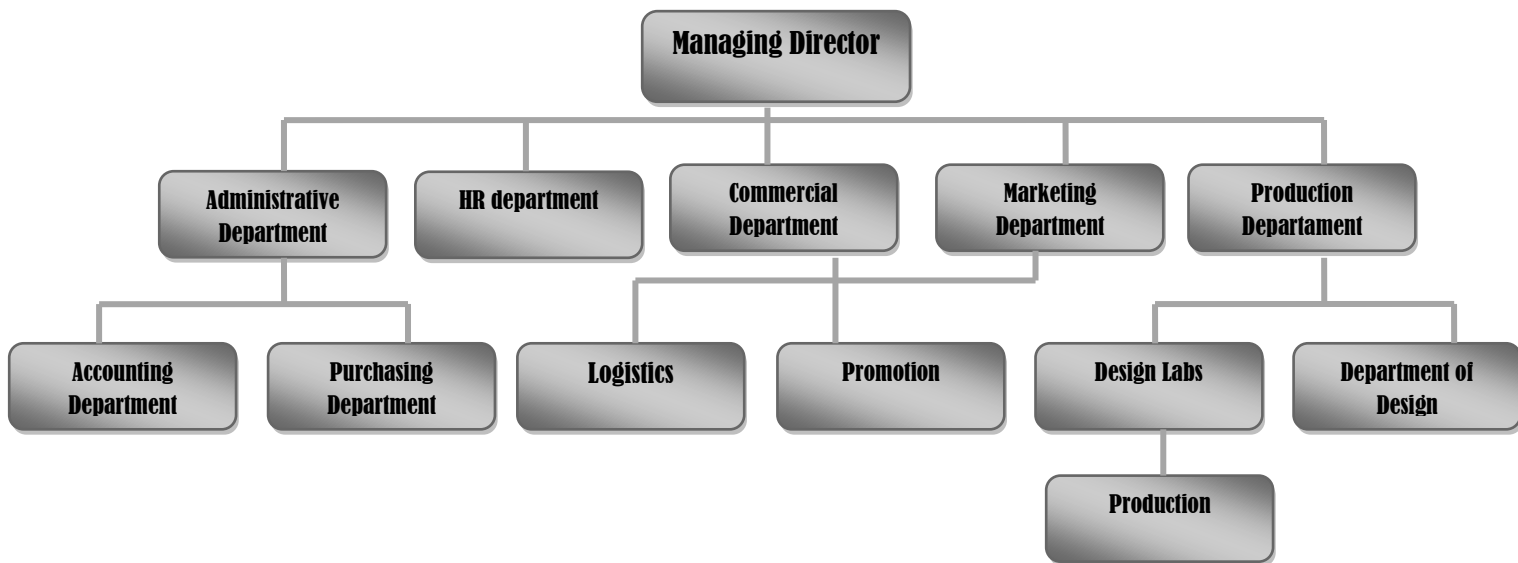 Managing Director
Administrative
Department
HR department
Commercial
Department
Marketing
Department
Production
Departament
Accounting
Department
Purchasing
Department
Logistics
Promotion
Design Labs
Department of
Design
Production